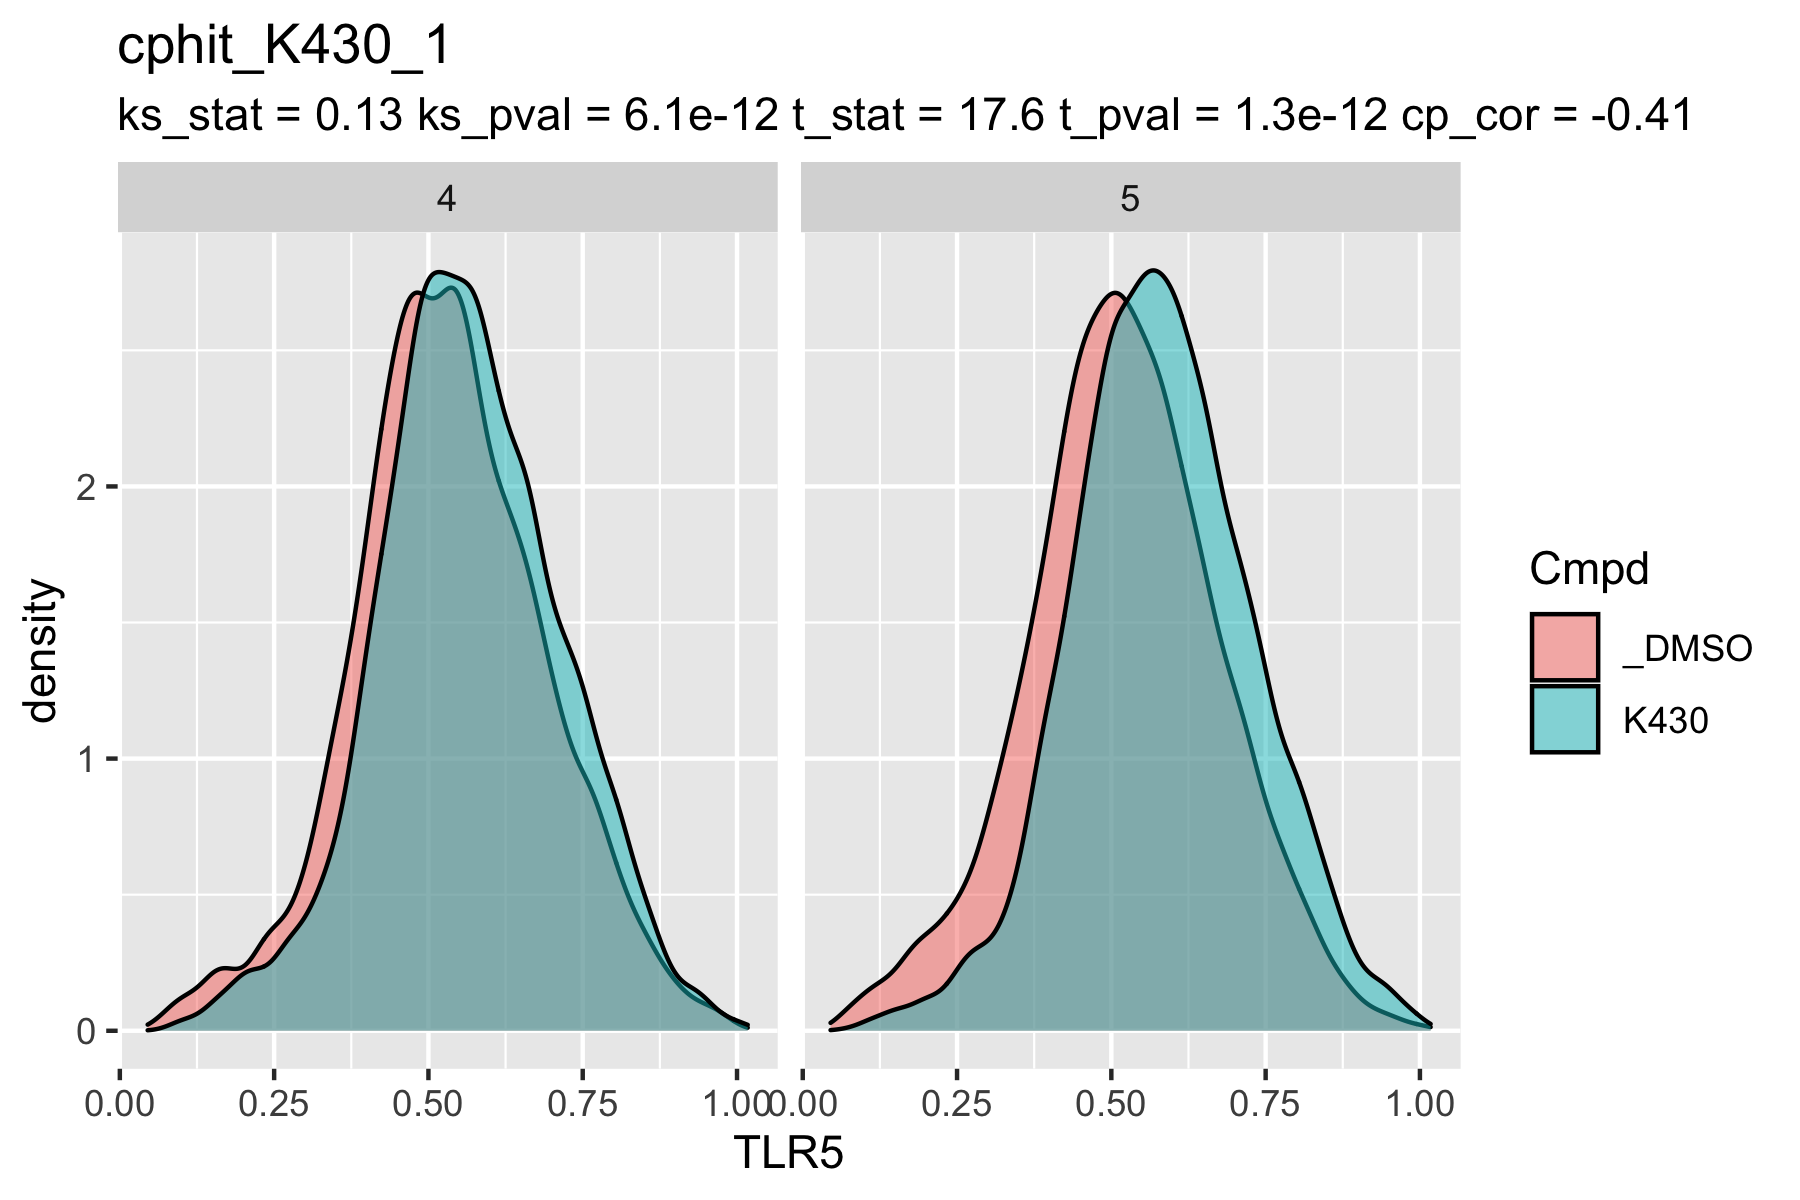 cphit_K430_1
ks_stat = 0.13 ks_pval = 6.1e-12 t_stat = 17.6 t_pval = 1.3e-12 cp_cor = -0.41
4
5
density
2
1
0
0.00 0.25 0.50 0.75 1.00
0.00 0.25 0.50 0.75 1.00
TLR5
Cmpd
_DMSO
K430